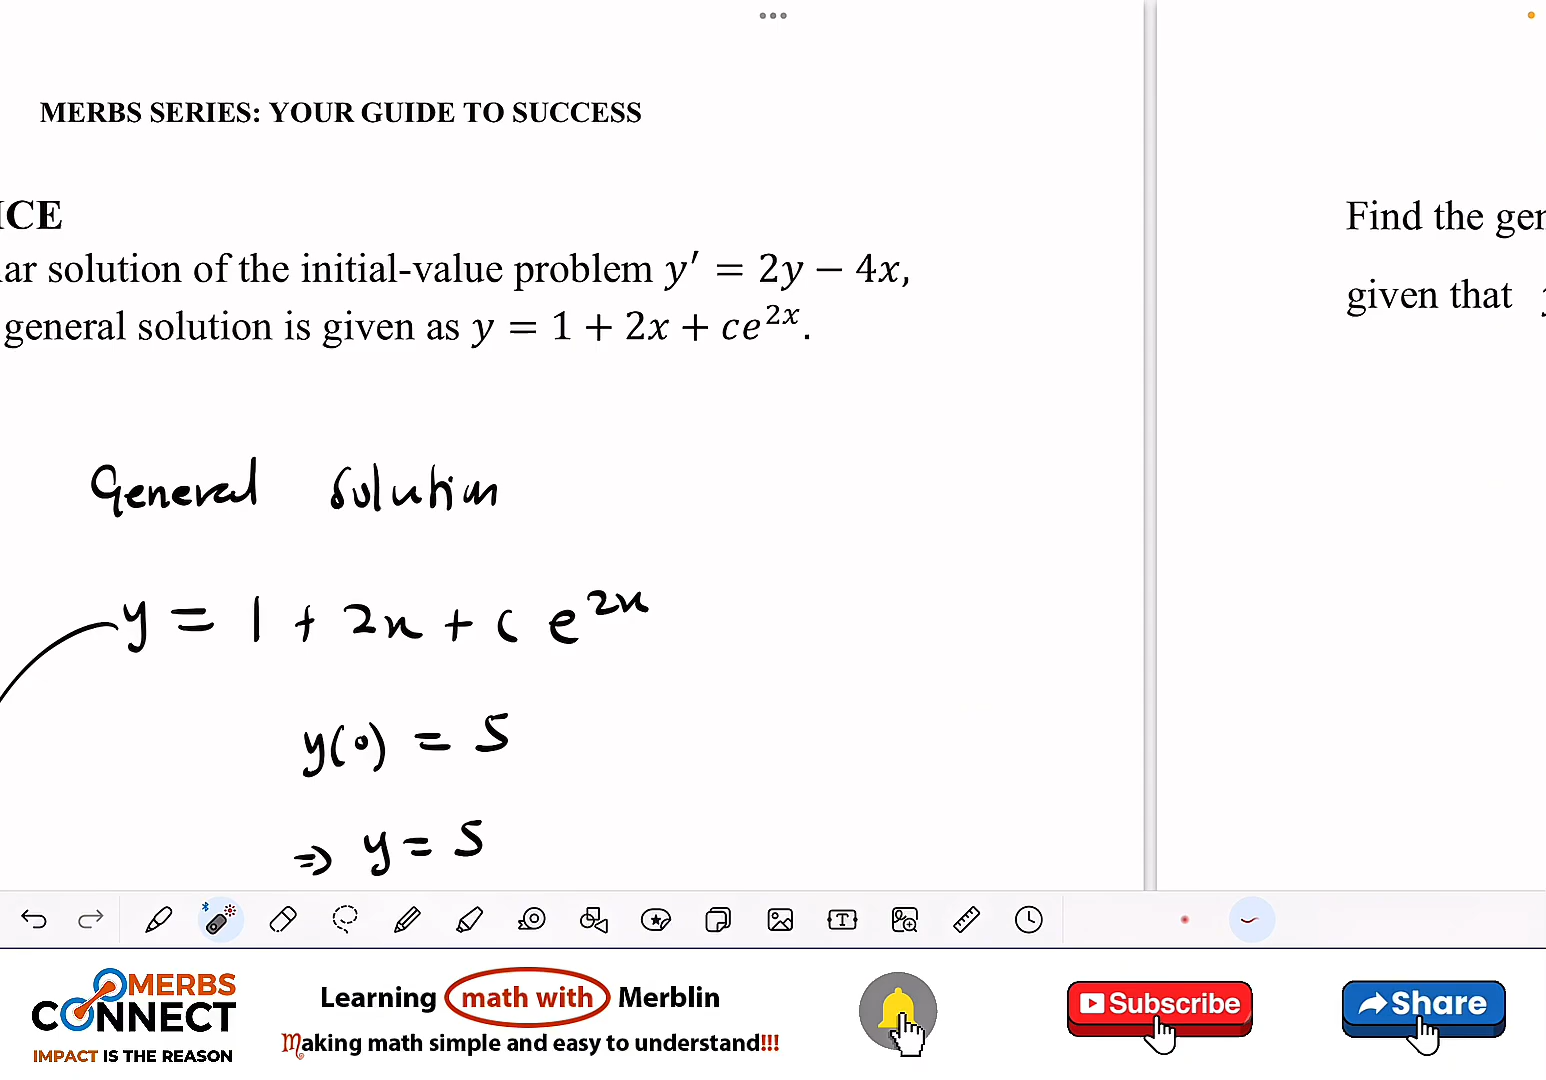 MERBS SERIES: YOUR GUIDE TO SUCCESS
ICE
lar solution of the initial-value problem y′ = 2y − 4x,
general solution is given as y = 1 + 2x + ce^{2x}.
Find the gen
given that
General solution
y = 1 + 2x + c e^{2x}
y(0) = 5
⇒ y = 5
MERBS
CONNECT
IMPACT IS THE REASON
Learning math with Merblin
Making math simple and easy to understand!!!
Subscribe
Share